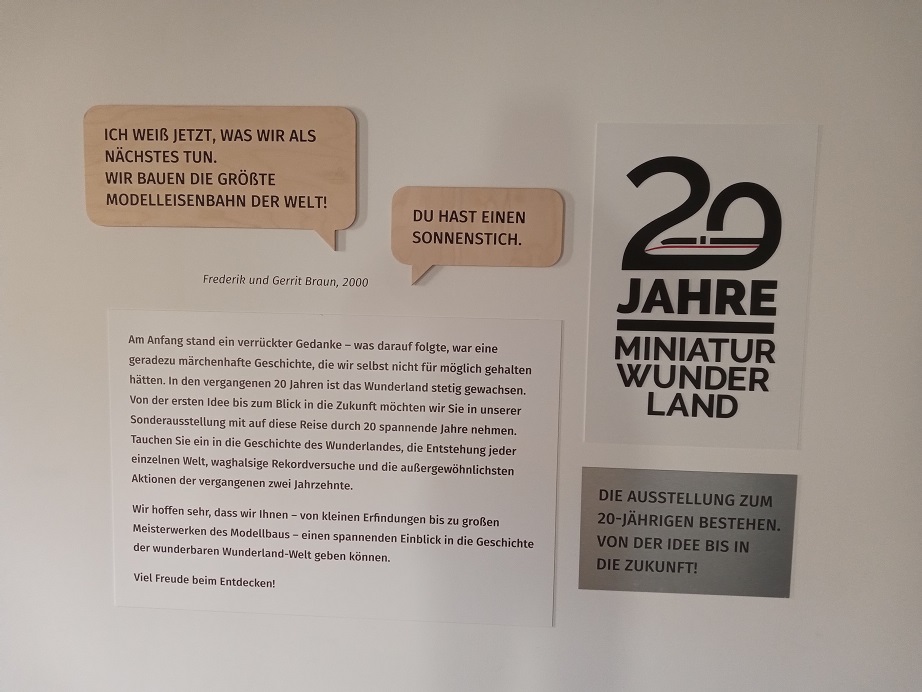 ICH WEIß JETZT, WAS WIR ALS
NÄCHSTES TUN.
WIR BAUEN DIE GRÖßTE
MODELLEISENBAHN DER WELT!
DU HAST EINEN
SONNENSTICH.
Frederik und Gerrit Braun, 2000
Am Anfang stand ein verrückter Gedanke – was darauf folgte, war eine
geradezu märchenhafte Geschichte, die wir selbst nicht für möglich gehalten
hätten. In den vergangenen 20 Jahren ist das Wunderland stetig gewachsen.
Von der ersten Idee bis zum Blick in die Zukunft möchten wir Sie in unserer
Sonderausstellung mit auf diese Reise durch 20 spannende Jahre nehmen.
Tauchen Sie ein in die Geschichte des Wunderlandes, die Entstehung jeder
einzelnen Welt, waghalsige Rekordversuche und die außergewöhnlichsten
Aktionen der vergangenen zwei Jahrzehnte.
Wir hoffen sehr, dass wir Ihnen – von kleinen Erfindungen bis zu großen
Meisterwerken des Modellbaus – einen spannenden Einblick in die Geschichte
der wunderbaren Wunderland-Welt geben können.
Viel Freude beim Entdecken!
20
JAHRE
MINIATUR
WUNDER
LAND
DIE AUSSTELLUNG ZUM
20-JÄHRIGEN BESTEHEN.
VON DER IDEE BIS IN
DIE ZUKUNFT!